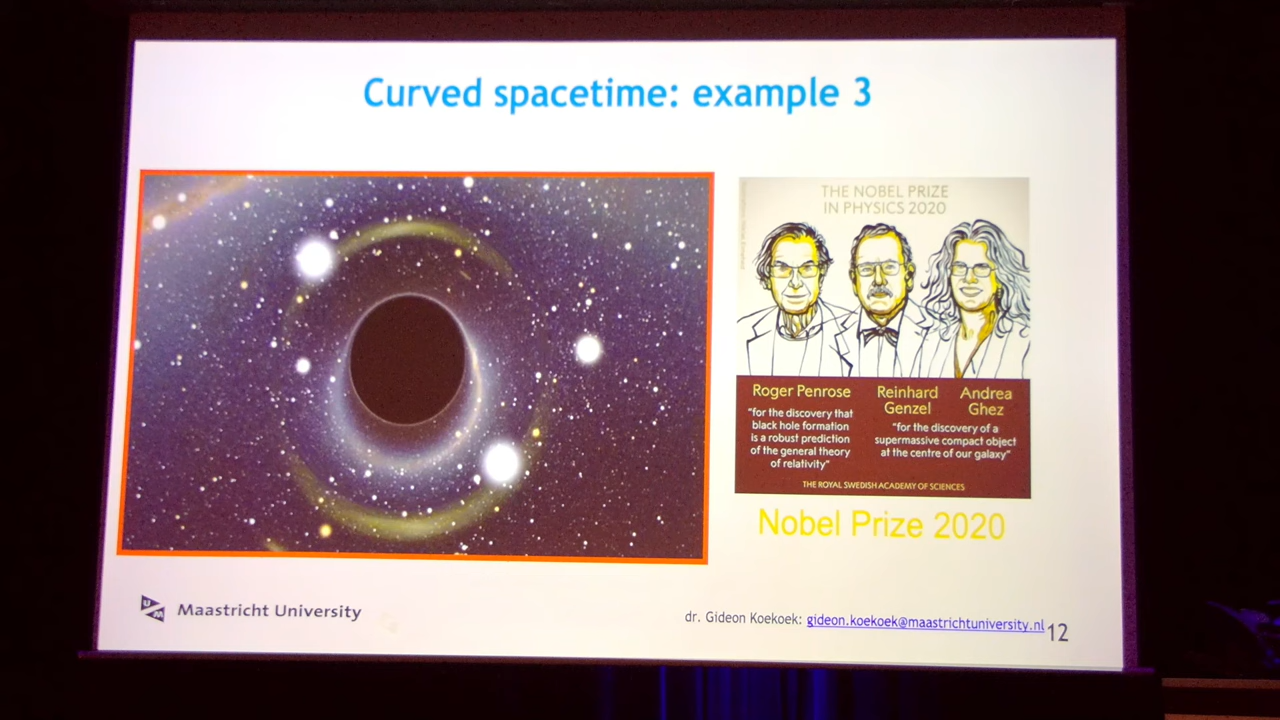 Curved spacetime: example 3
THE NOBEL PRIZE
IN PHYSICS 2020
Roger Penrose
"for the discovery that
black hole formation
is a robust prediction
of the general theory
of relativity"
Reinhard
Genzel
Andrea
Ghez
"for the discovery of a
supermassive compact object
at the centre of our galaxy"
THE ROYAL SWEDISH ACADEMY OF SCIENCES
Nobel Prize 2020
UM
Maastricht University
dr. Gideon Koekoek: gideon.koekoek@maastrichtuniversity.nl
12